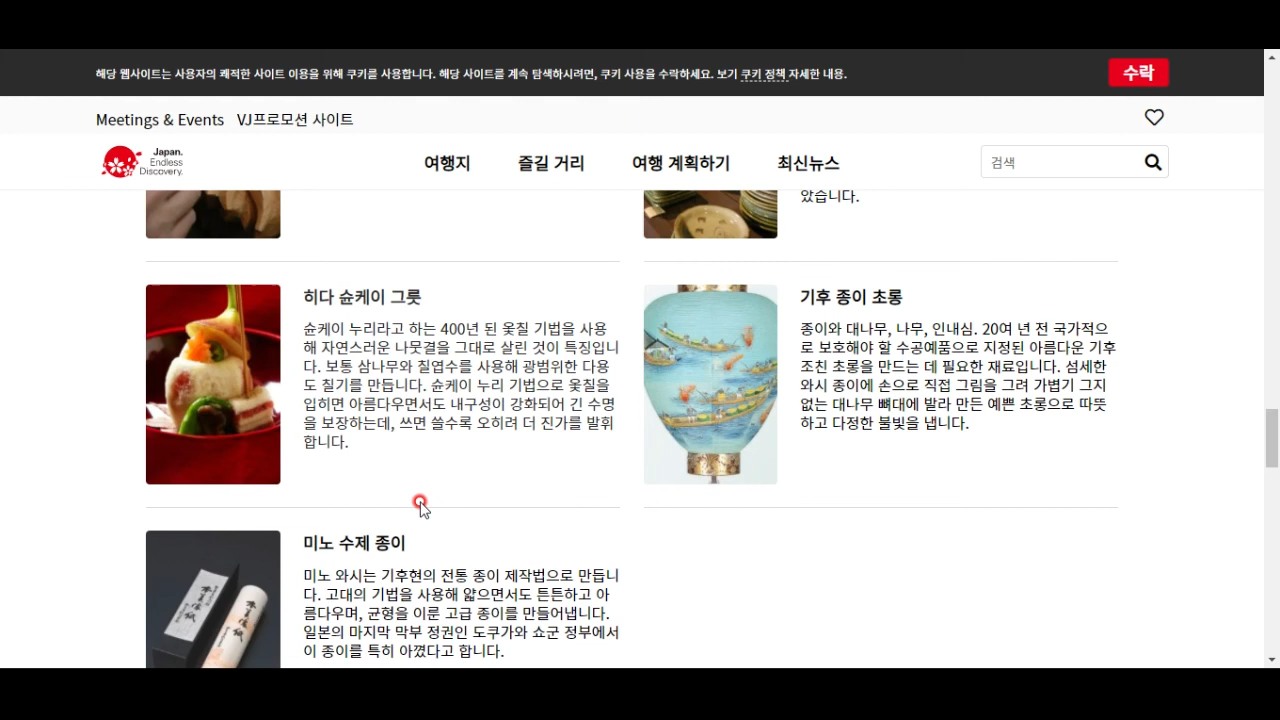 해당 웹사이트는 사용자의 쾌적한 사이트 이용을 위해 쿠키를 사용합니다. 해당 사이트를 계속 탐색하시려면, 쿠키 사용을 수락하세요. 보기 쿠키 정책 자세한 내용.
수락
Meetings & Events VJ프로모션 사이트
Japan.
Endless
Discovery.
여행지 즐길 거리 여행 계획하기 최신뉴스
검색
았습니다.
히다 슌케이 그릇
슌케이 누리라고 하는 400년 된 옻칠 기법을 사용
해 자연스러운 나뭇결을 그대로 살린 것이 특징입니
다. 보통 삼나무와 칠엽수를 사용해 광범위한 다용
도 칠기를 만듭니다. 슌케이 누리 기법으로 옻칠을
입히면 아름다우면서도 내구성이 강화되어 긴 수명
을 보장하는데, 쓰면 쓸수록 오히려 더 진가를 발휘
합니다.
기후 종이 초롱
종이와 대나무, 나무, 인내심. 20여 년 전 국가적으
로 보호해야 할 수공예품으로 지정된 아름다운 기후
조친 초롱을 만드는 데 필요한 재료입니다. 섬세한
와시 종이에 손으로 직접 그림을 그려 가볍기 그지
없는 대나무 뼈대에 발라 만든 예쁜 초롱으로 따뜻
하고 다정한 불빛을 냅니다.
미노 수제 종이
미노 와시는 기후현의 전통 종이 제작법으로 만듭니
다. 고대의 기법을 사용해 얇으면서도 튼튼하고 아
름다우며, 균형을 이룬 고급 종이를 만들어냅니다.
일본의 마지막 막부 정권인 도쿠가와 쇼군 정부에서
이 종이를 특히 아꼈다고 합니다.